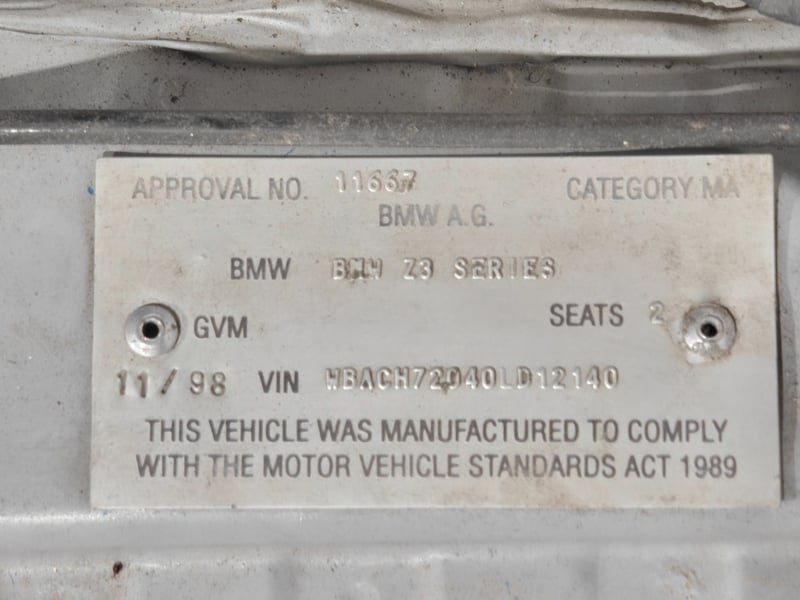 APPROVAL NO. 11667 CATEGORY MA
BMW A.G.
BMW BMW Z3 SERIES
GVM SEATS 2
11/98 VIN WBACH72040LD12140
THIS VEHICLE WAS MANUFACTURED TO COMPLY
WITH THE MOTOR VEHICLE STANDARDS ACT 1989